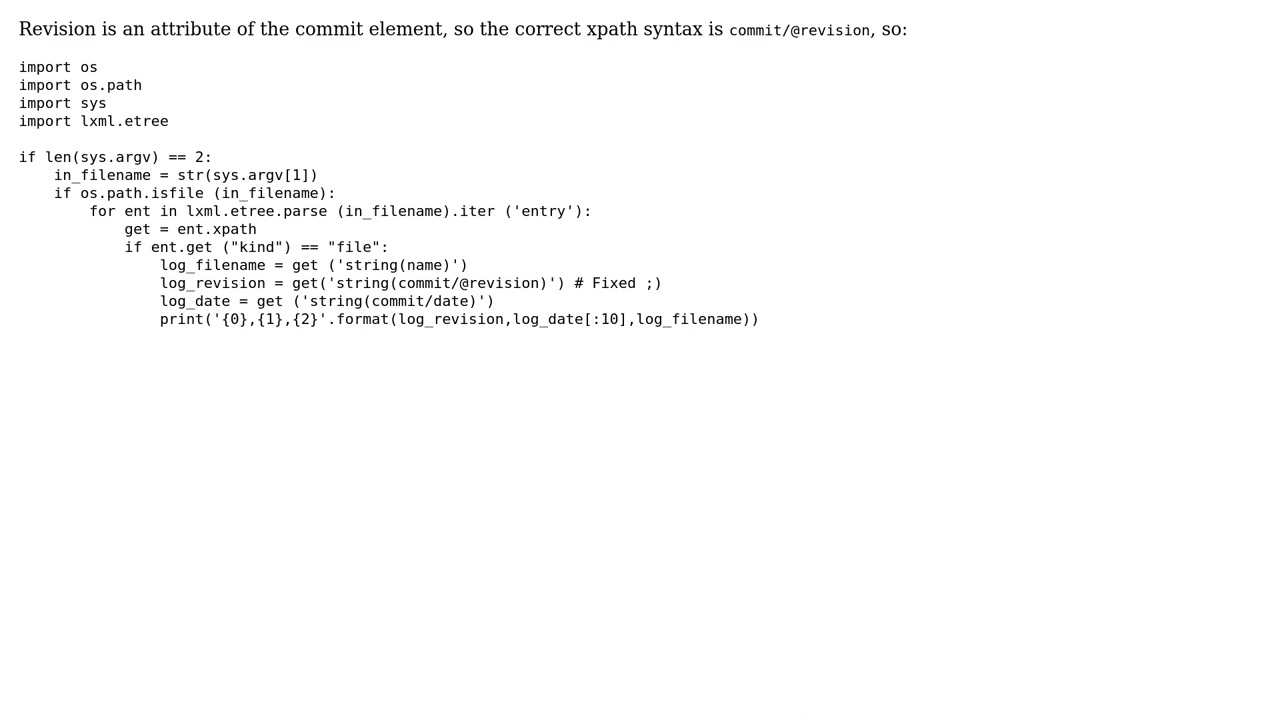 Revision is an attribute of the commit element, so the correct xpath syntax is commit/@revision, so:
import os
import os.path
import sys
import lxml.etree

if len(sys.argv) == 2:
    in_filename = str(sys.argv[1])
    if os.path.isfile (in_filename):
        for ent in lxml.etree.parse (in_filename).iter ('entry'):
            get = ent.xpath
            if ent.get ("kind") == "file":
                log_filename = get ('string(name)')
                log_revision = get('string(commit/@revision)') # Fixed ;)
                log_date = get ('string(commit/date)')
                print('{0},{1},{2}'.format(log_revision,log_date[:10],log_filename))